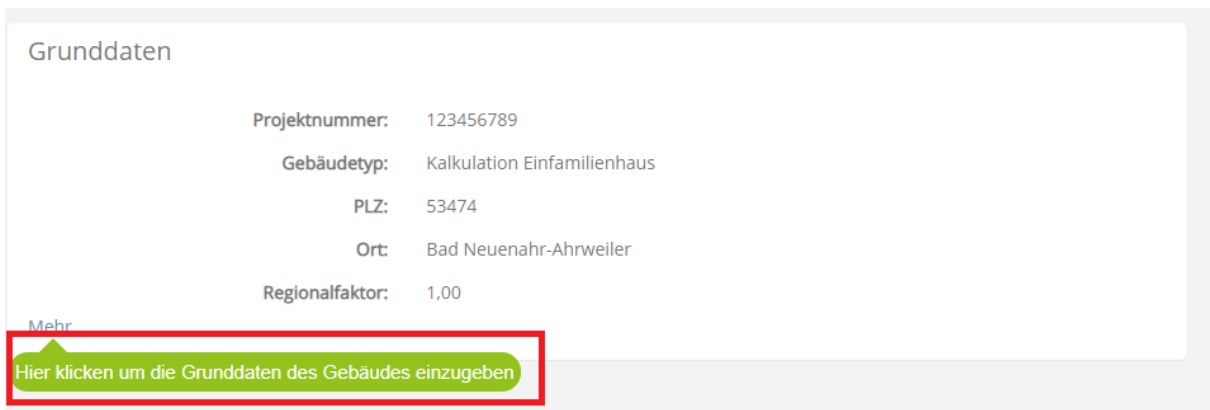 Grunddaten
Projektnummer: 123456789
Gebäudetyp: Kalkulation Einfamilienhaus
PLZ: 53474
Ort: Bad Neuenahr-Ahrweiler
Regionalfaktor: 1,00
Mehr
Hier klicken um die Grunddaten des Gebäudes einzugeben